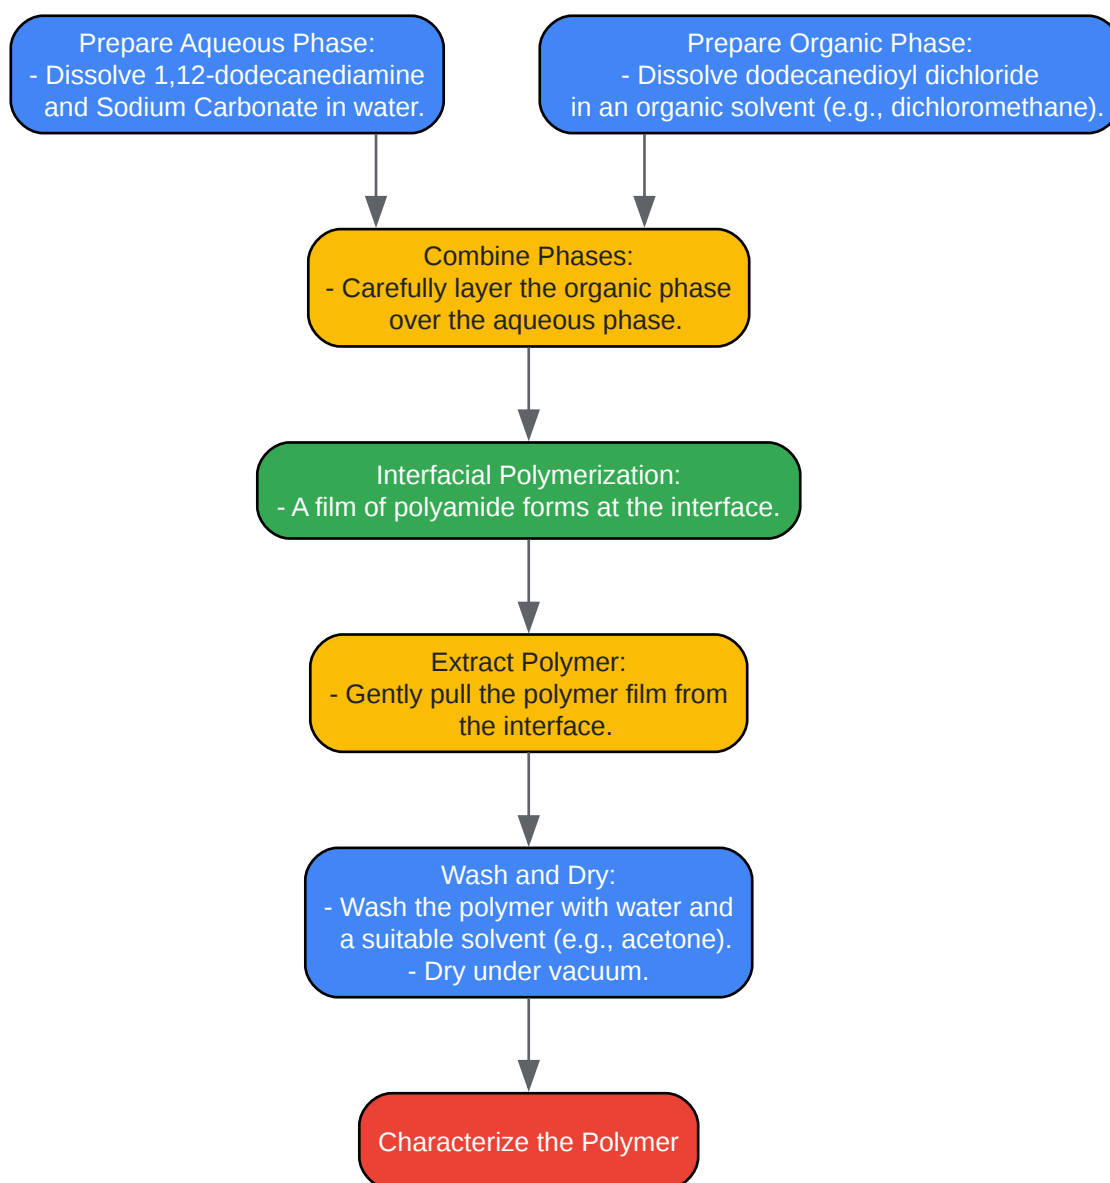 Prepare Aqueous Phase:
- Dissolve 1,12-dodecanediamine
and Sodium Carbonate in water.
Prepare Organic Phase:
- Dissolve dodecanedioyl dichloride
in an organic solvent (e.g., dichloromethane).
Combine Phases:
- Carefully layer the organic phase
over the aqueous phase.
Interfacial Polymerization:
- A film of polyamide forms at the interface.
Extract Polymer:
- Gently pull the polymer film from
the interface.
Wash and Dry:
- Wash the polymer with water and
a suitable solvent (e.g., acetone).
- Dry under vacuum.
Characterize the Polymer